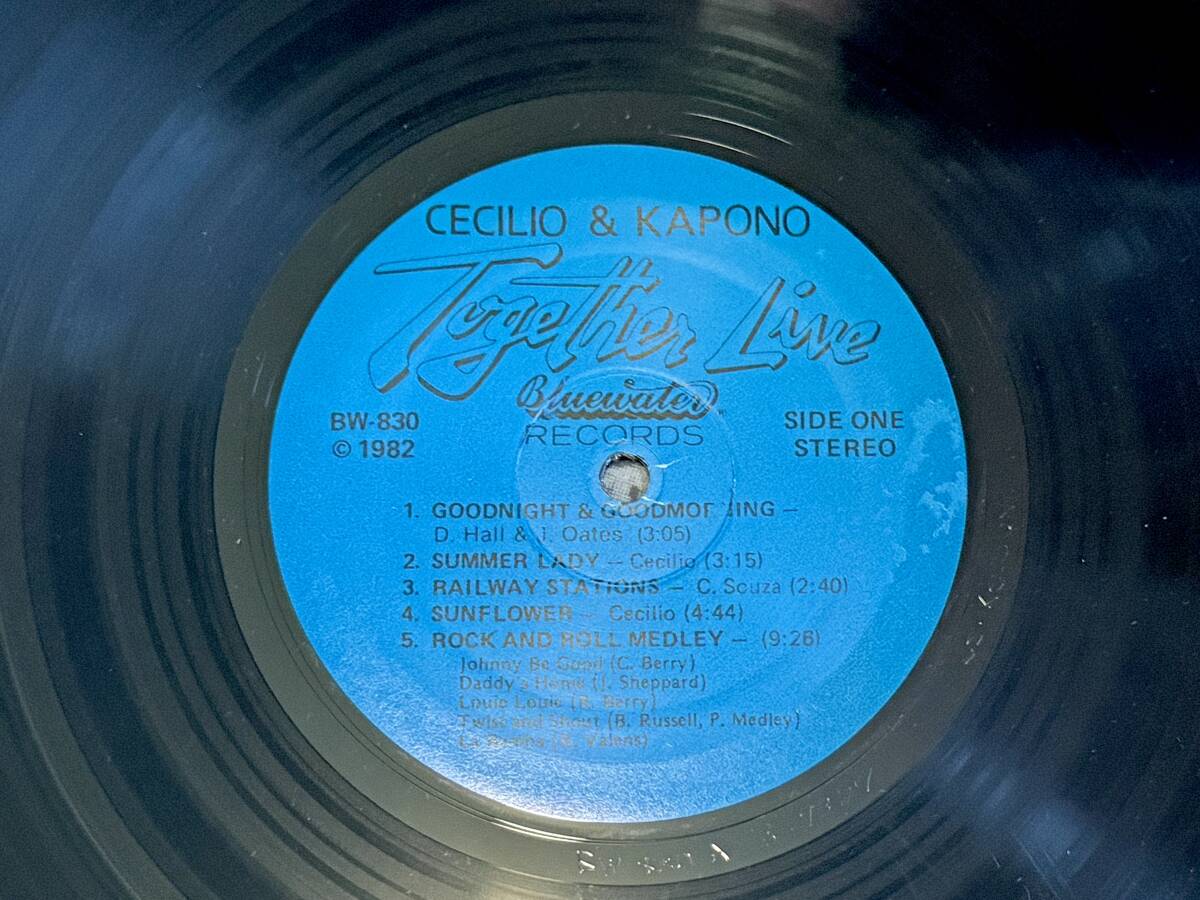 CECILIO & KAPONO
Together Live
Bluewater
RECORDS
BW-830
© 1982
SIDE ONE
STEREO
1. GOODNIGHT & GOODMORNING –
D. Hall & J. Oates (3:05)
2. SUMMER LADY – Cecilio (3:15)
3. RAILWAY STATIONS – C. Souza (2:40)
4. SUNFLOWER – Cecilio (4:44)
5. ROCK AND ROLL MEDLEY – (9:26)
Johnny Be Good (C. Berry)
Daddy's Home (J. Sheppard)
Louie Louie (R. Berry)
Twist and Shout (B. Russell, P. Medley)
La Bamba (R. Valens)